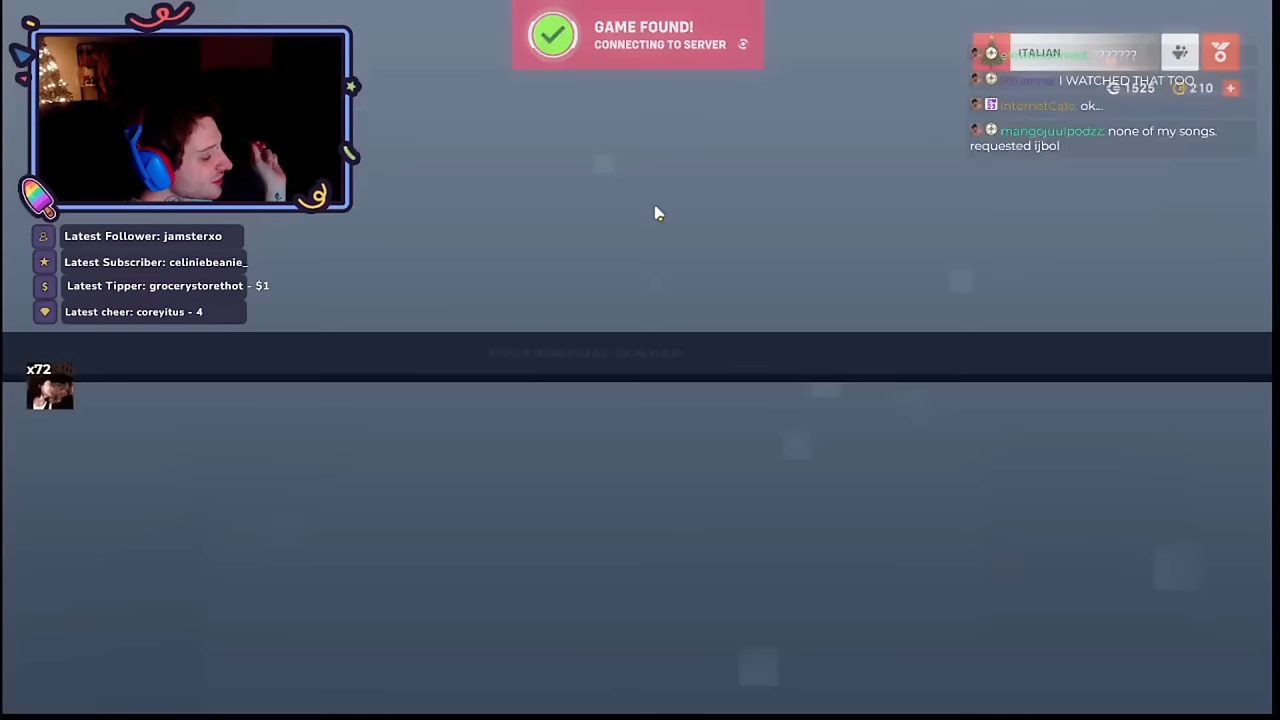 GAME FOUND!
CONNECTING TO SERVER
ITALIAN
???????
I WATCHED THAT TOO
1525
210
InternetCafe ok...
mangojuulpodzz: none of my songs.
requested ijbol
Latest Follower: jamsterxo
Latest Subscriber: celiniebeanie_
Latest Tipper: grocerystorethot - $1
Latest cheer: coreyitus - 4
x72